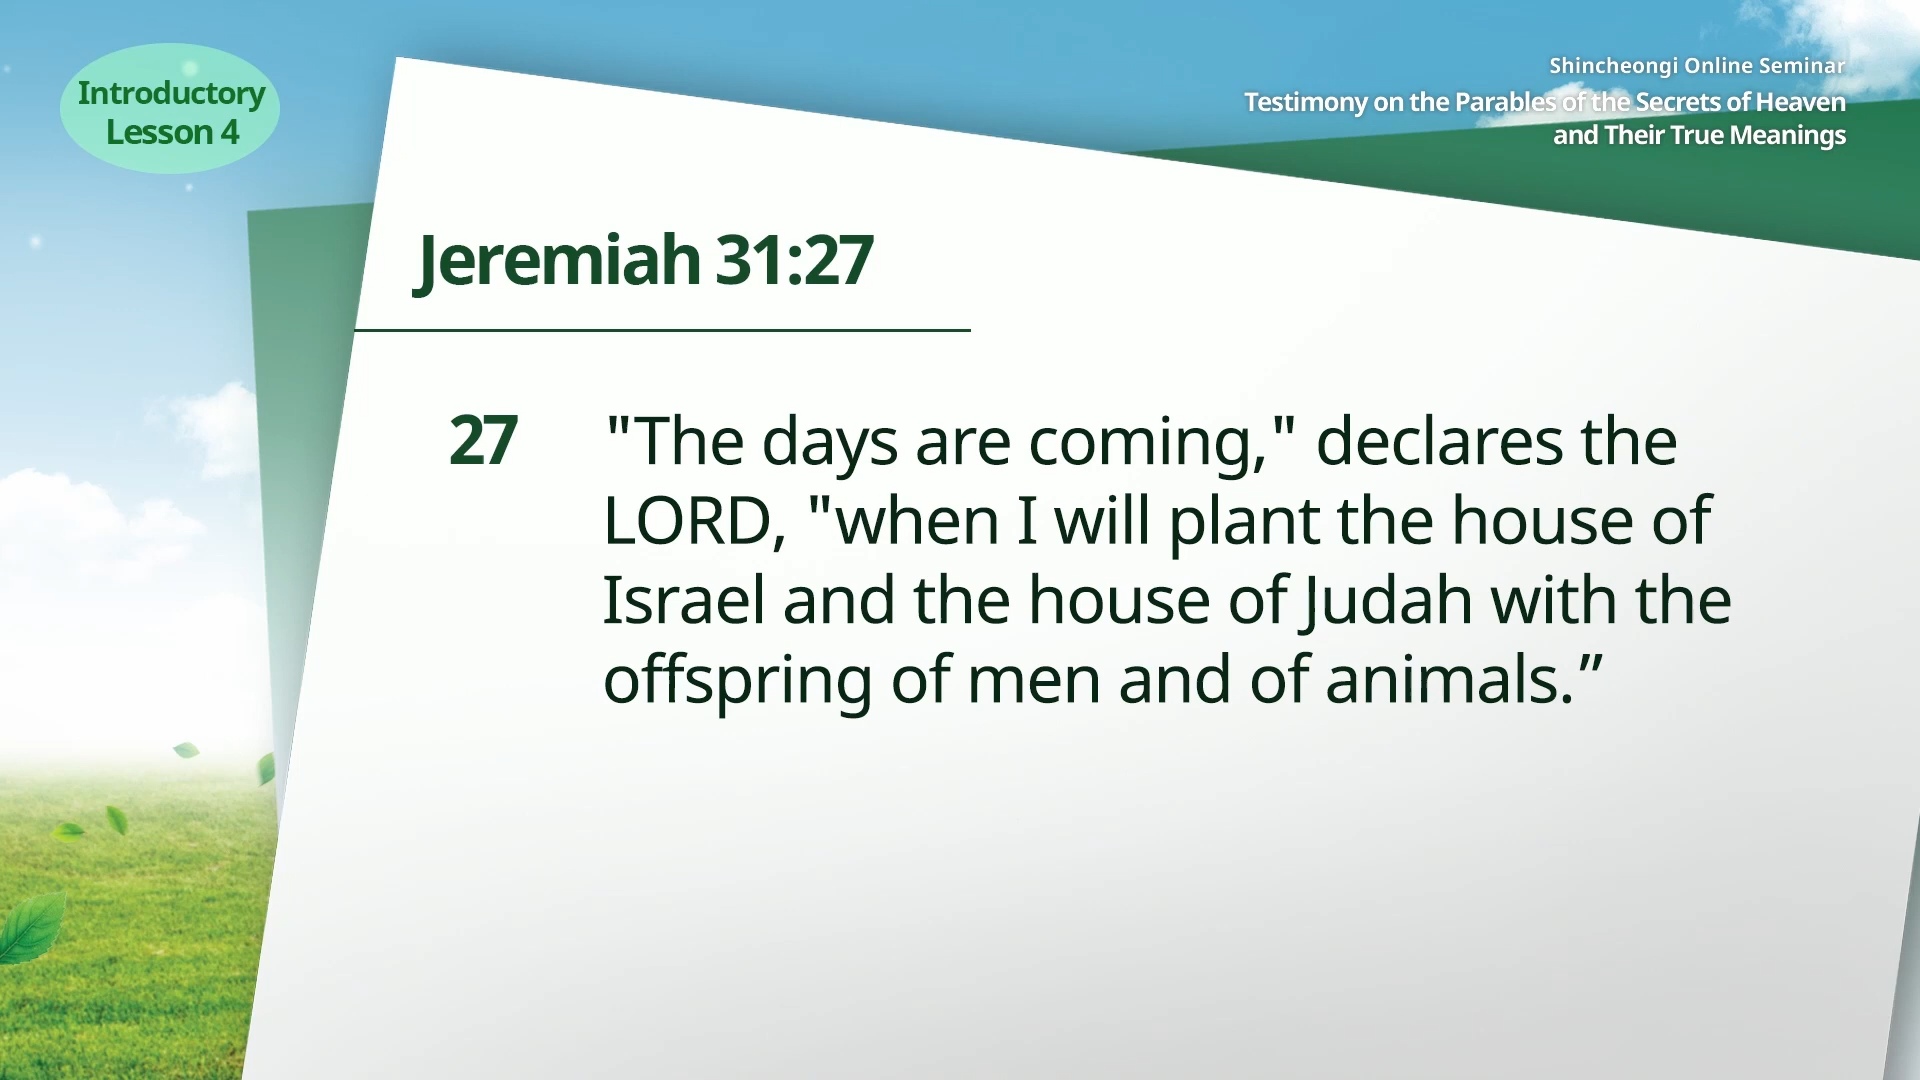 Introductory
Lesson 4
Shincheongi Online Seminar
Testimony on the Parables of the Secrets of Heaven
and Their True Meanings
Jeremiah 31:27
27 "The days are coming," declares the
LORD, "when I will plant the house of
Israel and the house of Judah with the
offspring of men and of animals.”